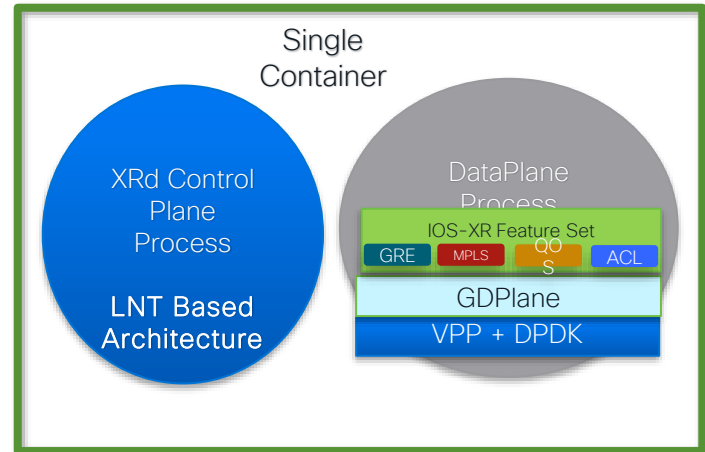 Single
Container
XRd Control
Plane
Process
LNT Based
Architecture
DataPlane
Process
IOS-XR Feature Set
GRE
MPLS
QO
S
ACL
GDPlane
VPP + DPDK